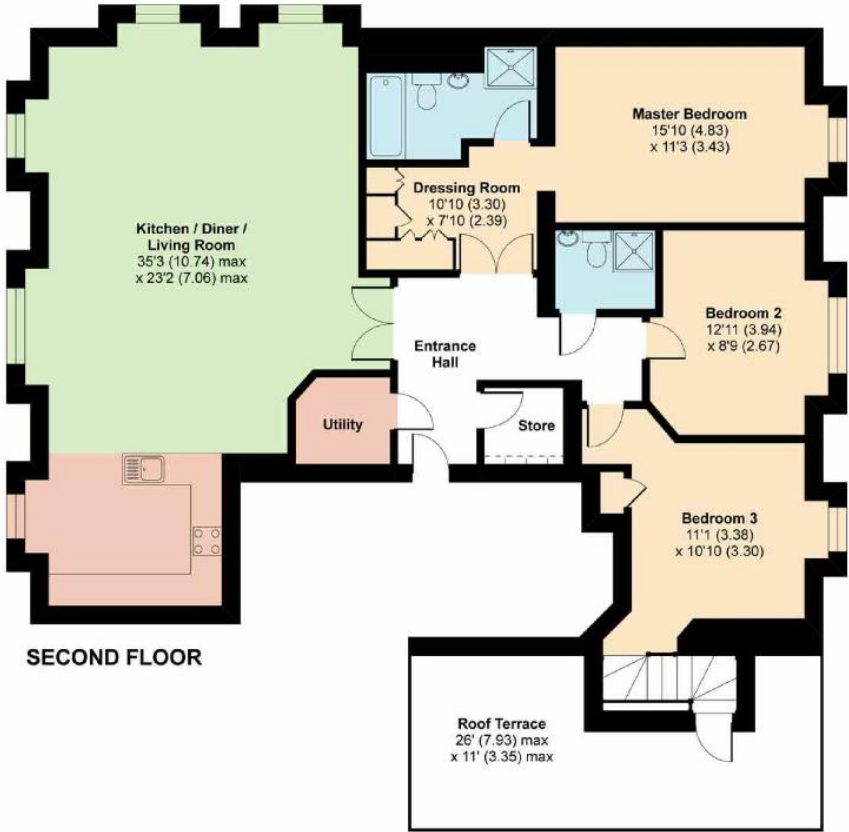 Master Bedroom
15'10 (4.83)
x 11'3 (3.43)
Dressing Room
10'10 (3.30)
x 7'10 (2.39)
Kitchen / Diner /
Living Room
35'3 (10.74) max
x 23'2 (7.06) max
Bedroom 2
12'11 (3.94)
x 8'9 (2.67)
Entrance
Hall
Utility
Store
Bedroom 3
11'1 (3.38)
x 10'10 (3.30)
SECOND FLOOR
Roof Terrace
26' (7.93) max
x 11' (3.35) max